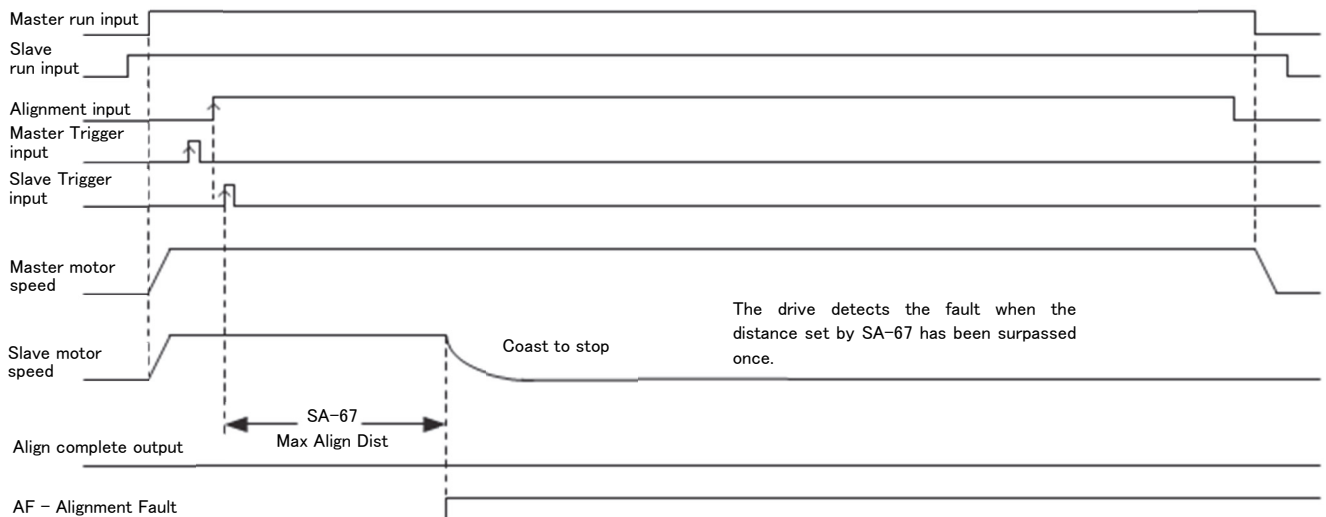 Master run input
Slave
run input
Alignment input
Master Trigger
input
Slave Trigger
input
Master motor
speed
The drive detects the fault when the
distance set by SA-67 has been surpassed
once.
Slave motor
speed
Coast to stop
SA-67
Max Align Dist
Align complete output
AF - Alignment Fault